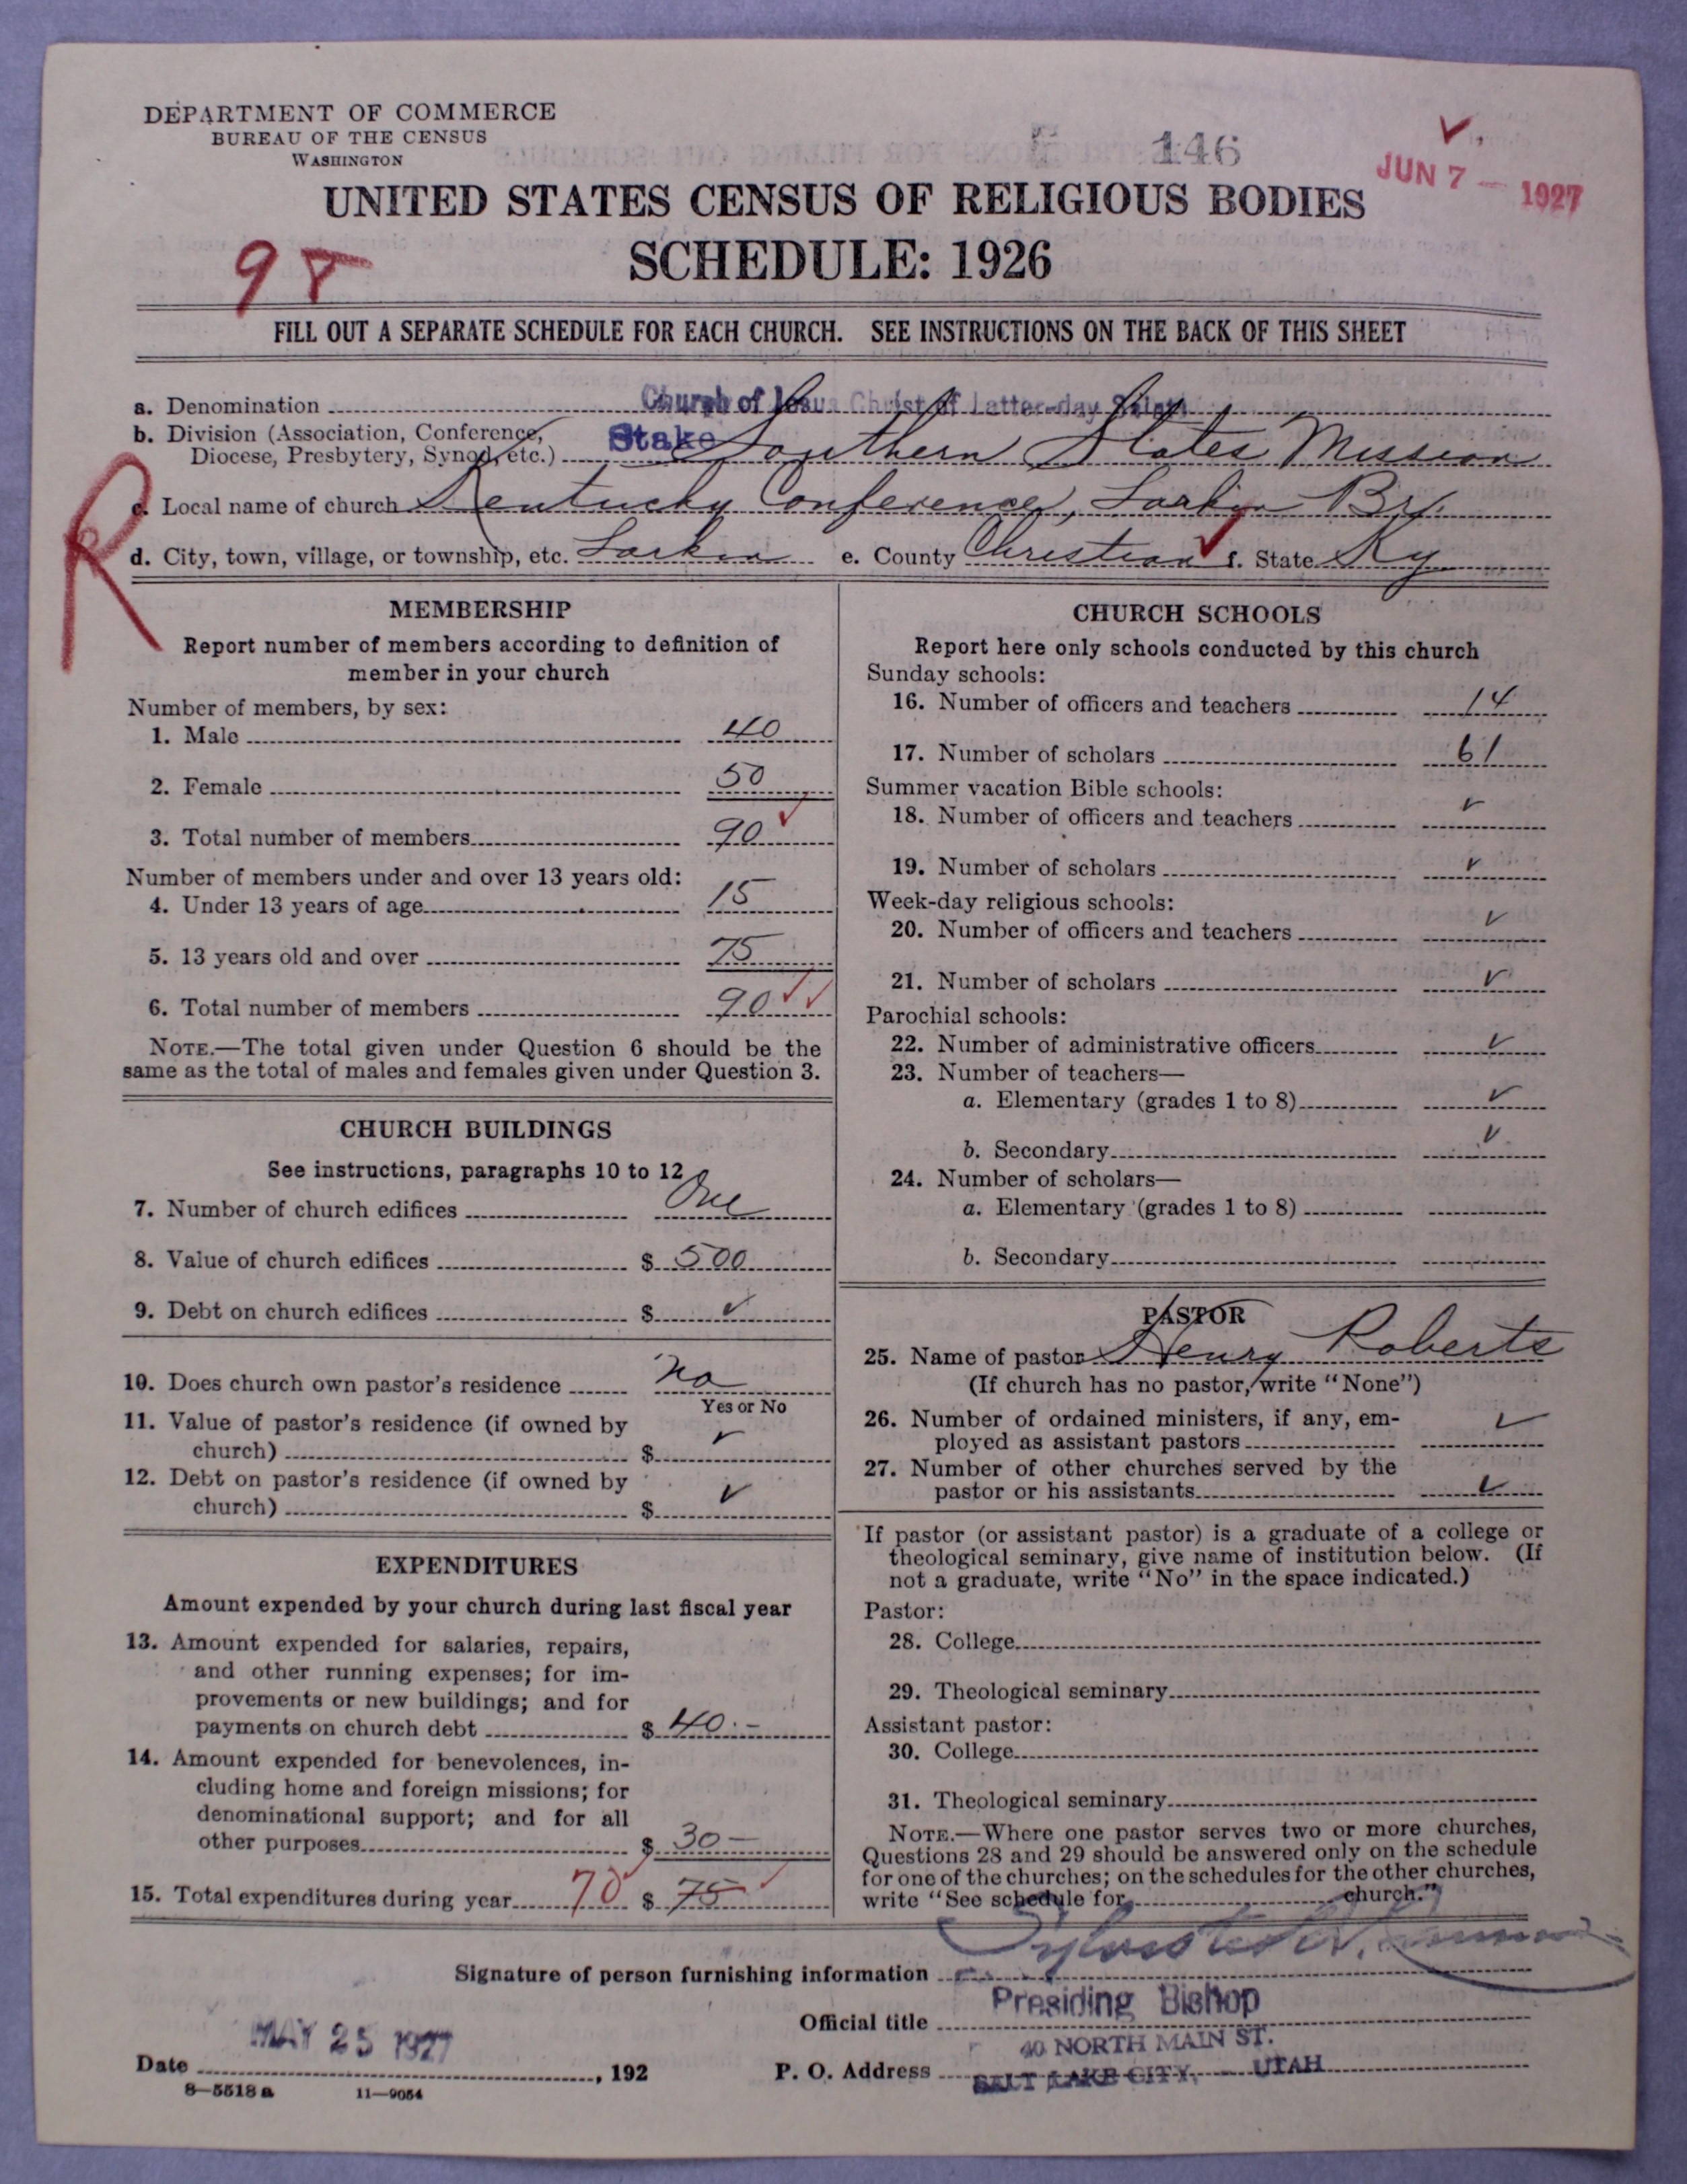 DEPARTMENT OF COMMERCE
BUREAU OF THE CENSUS
WASHINGTON
146
JUN 7 - 1927
UNITED STATES CENSUS OF RELIGIOUS BODIES
SCHEDULE: 1926
98
FILL OUT A SEPARATE SCHEDULE FOR EACH CHURCH. SEE INSTRUCTIONS ON THE BACK OF THIS SHEET
a. Denomination Church of Jesus Christ of Latter-day Saints
b. Division (Association, Conference, Diocese, Presbytery, Synod, etc.) Stake Southern States Mission
R
c. Local name of church Kentucky Conference, Larkin Br.
d. City, town, village, or township, etc. Larkin e. County Christian ✓ f. State Ky
MEMBERSHIP
Report number of members according to definition of
member in your church
Number of members, by sex:
1. Male 40
2. Female 50
3. Total number of members 90 ✓
Number of members under and over 13 years old:
4. Under 13 years of age 15
5. 13 years old and over 75
6. Total number of members 90 ✓✓
NOTE.—The total given under Question 6 should be the
same as the total of males and females given under Question 3.
CHURCH BUILDINGS
See instructions, paragraphs 10 to 12
7. Number of church edifices One
8. Value of church edifices $ 500
9. Debt on church edifices $ ✓
10. Does church own pastor's residence no
Yes or No
11. Value of pastor's residence (if owned by
church) $ ✓
12. Debt on pastor's residence (if owned by
church) $ ✓
EXPENDITURES
Amount expended by your church during last fiscal year
13. Amount expended for salaries, repairs,
and other running expenses; for im-
provements or new buildings; and for
payments on church debt $ 40.-
14. Amount expended for benevolences, in-
cluding home and foreign missions; for
denominational support; and for all
other purposes $ 30-
15. Total expenditures during year 70 ✓ $ 75 ✓
CHURCH SCHOOLS
Report here only schools conducted by this church
Sunday schools:
16. Number of officers and teachers 14
17. Number of scholars 61
Summer vacation Bible schools:
18. Number of officers and teachers ✓
19. Number of scholars ✓
Week-day religious schools:
20. Number of officers and teachers ✓
21. Number of scholars ✓
Parochial schools:
22. Number of administrative officers ✓
23. Number of teachers—
a. Elementary (grades 1 to 8) ✓
b. Secondary ✓
24. Number of scholars—
a. Elementary (grades 1 to 8)
b. Secondary
PASTOR
25. Name of pastor Henry Roberts
(If church has no pastor, write "None")
26. Number of ordained ministers, if any, em-
ployed as assistant pastors ✓
27. Number of other churches served by the
pastor or his assistants ✓
If pastor (or assistant pastor) is a graduate of a college or
theological seminary, give name of institution below. (If
not a graduate, write "No" in the space indicated.)
Pastor:
28. College
29. Theological seminary
Assistant pastor:
30. College
31. Theological seminary
NOTE.—Where one pastor serves two or more churches,
Questions 28 and 29 should be answered only on the schedule
for one of the churches; on the schedules for the other churches,
write "See schedule for church."
Signature of person furnishing information
Official title Presiding Bishop
MAY 25 1927
40 NORTH MAIN ST.
Date , 192 P. O. Address SALT LAKE CITY, - UTAH
8-5518 a 11-9054